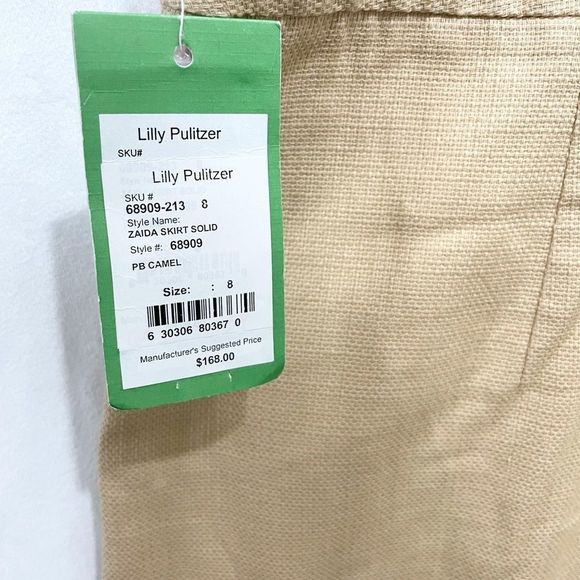 Lilly Pulitzer
SKU#
Lilly Pulitzer
SKU #
68909-213 8
Style Name:
ZAIDA SKIRT SOLID
Style #: 68909
PB CAMEL
Size: : 8
6 30306 80367 0
Manufacturer's Suggested Price
$168.00